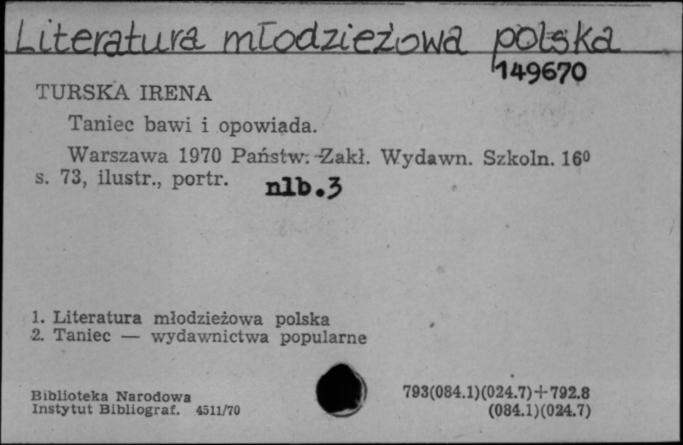 Literatura młodzieżowa polska
149670
TURSKA IRENA
Taniec bawi i opowiada.
Warszawa 1970 Państw. Zakł. Wydawn. Szkoln. 16⁰
s. 73, ilustr., portr. nlb.3
1. Literatura młodzieżowa polska
2. Taniec — wydawnictwa popularne
Biblioteka Narodowa 793(084.1)(024.7)+792.8
Instytut Bibliograf. 4511/70 (084.1)(024.7)